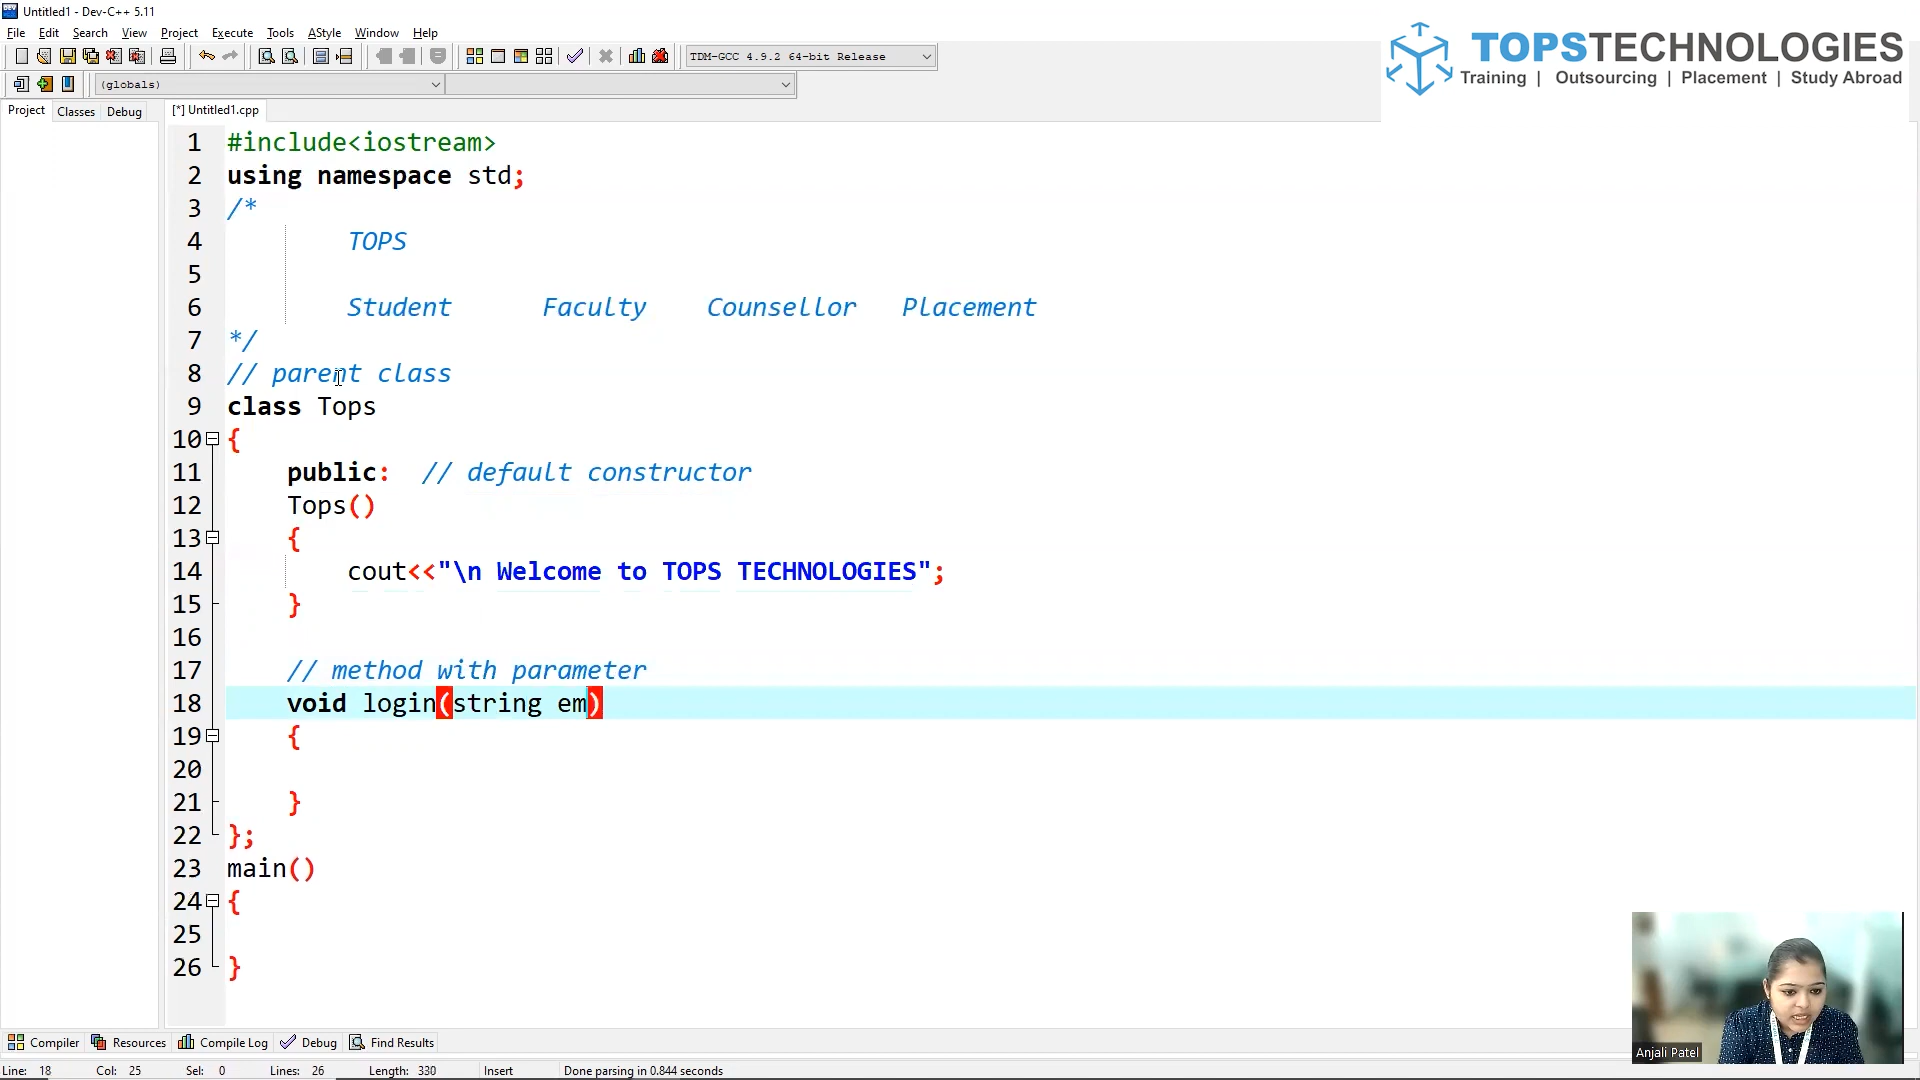 Untitled1 - Dev-C++ 5.11
File Edit Search View Project Execute Tools AStyle Window Help
TDM-GCC 4.9.2 64-bit Release
(globals)
TOPSTECHNOLOGIES
Training | Outsourcing | Placement | Study Abroad
Project Classes Debug [*] Untitled1.cpp
1 #include<iostream>
2 using namespace std;
3 /*
4 TOPS
5
6 Student Faculty Counsellor Placement
7 */
8 // parent class
9 class Tops
10 {
11 public: // default constructor
12 Tops()
13 {
14 cout<<"\n Welcome to TOPS TECHNOLOGIES";
15 }
16
17 // method with parameter
18 void login(string em)
19 {
20
21 }
22 };
23 main()
24 {
25
26 }
Anjali Patel
Compiler Resources Compile Log Debug Find Results
Line: 18 Col: 25 Sel: 0 Lines: 26 Length: 330 Insert Done parsing in 0.844 seconds